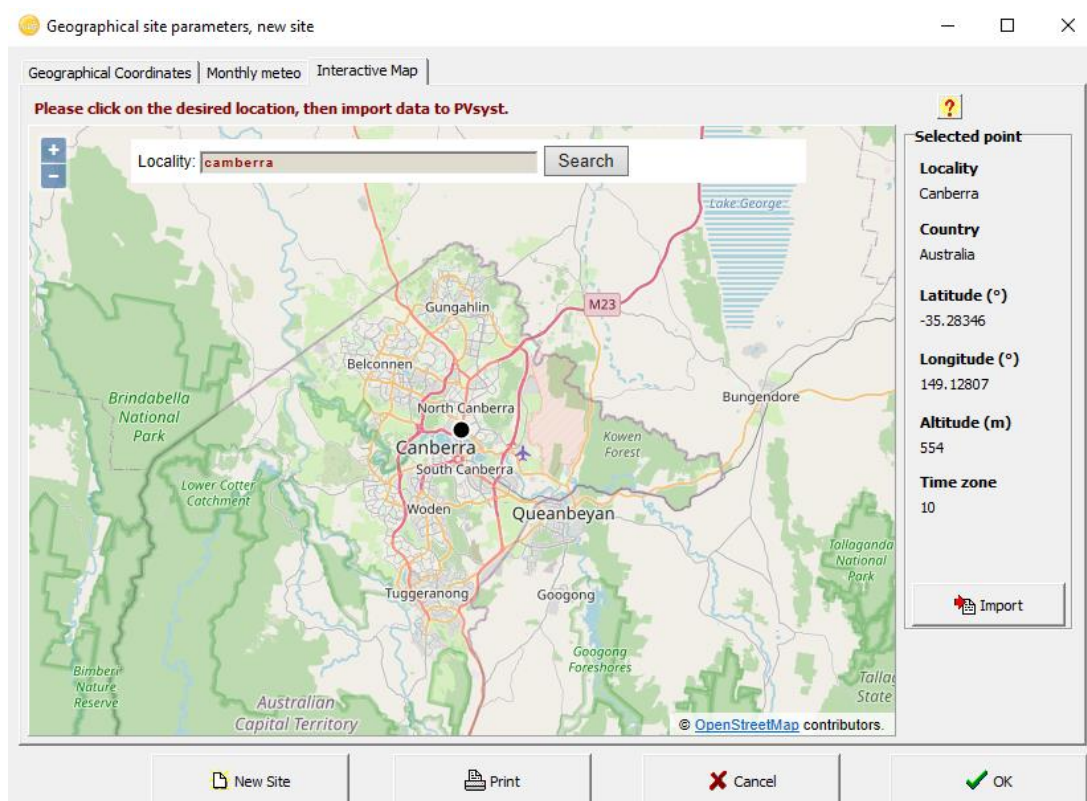 Geographical site parameters, new site
Geographical Coordinates
Monthly meteo
Interactive Map
Please click on the desired location, then import data to PVsyst.
?
+
−
Locality: camberra
Search
Lake George
Gungahlin
M23
Belconnen
Brindabella
National
Park
North Canberra
Bungendore
Canberra
Kowen
Forest
South Canberra
Lower Cotter
Catchment
Woden
Queanbeyan
Tallaganda
National
Park
Tuggeranong
Googong
Googong
Foreshores
Bimberi
Nature
Reserve
Tallag
State
Australian
Capital Territory
© OpenStreetMap contributors.
Selected point
Locality
Canberra
Country
Australia
Latitude (°)
-35.28346
Longitude (°)
149.12807
Altitude (m)
554
Time zone
10
Import
New Site
Print
Cancel
OK